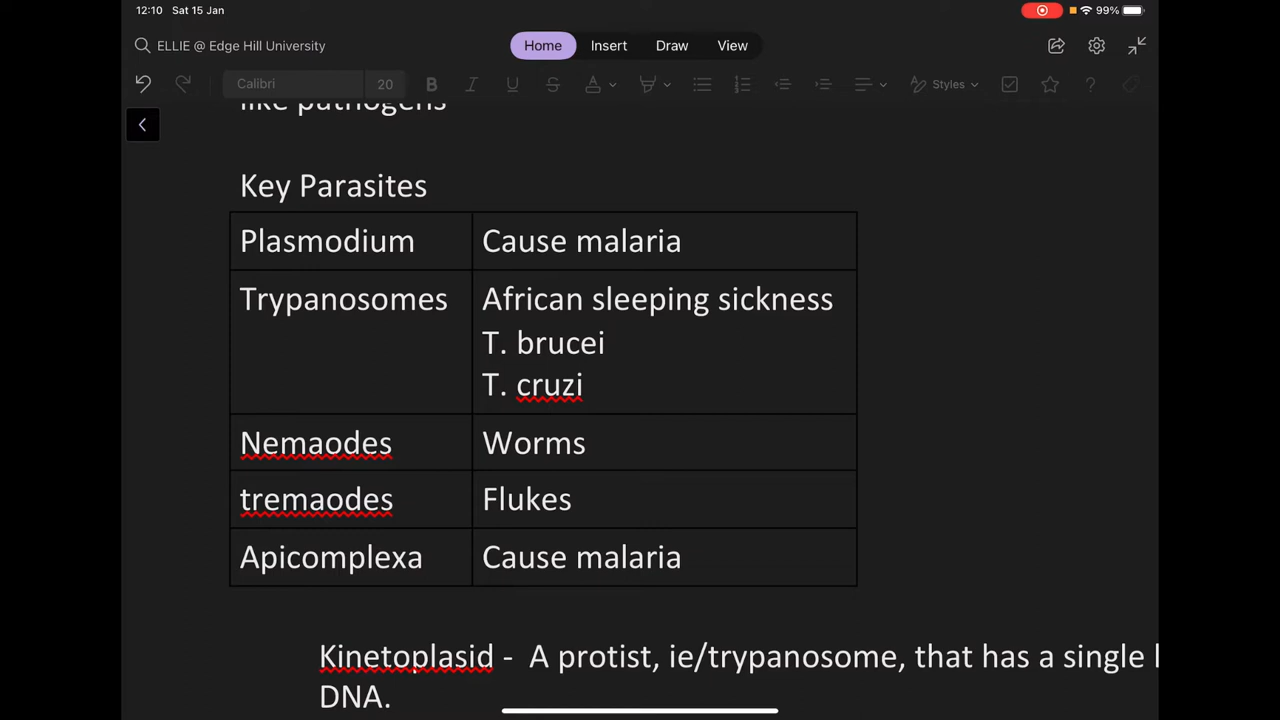 12:10 Sat 15 Jan
99%
ELLIE @ Edge Hill University
Home Insert Draw View
Calibri 20 B I U S A Styles ?
like pathogens
Key Parasites
Plasmodium Cause malaria
Trypanosomes African sleeping sickness
T. brucei
T. cruzi
Nemaodes Worms
tremaodes Flukes
Apicomplexa Cause malaria
Kinetoplasid - A protist, ie/trypanosome, that has a single
DNA.